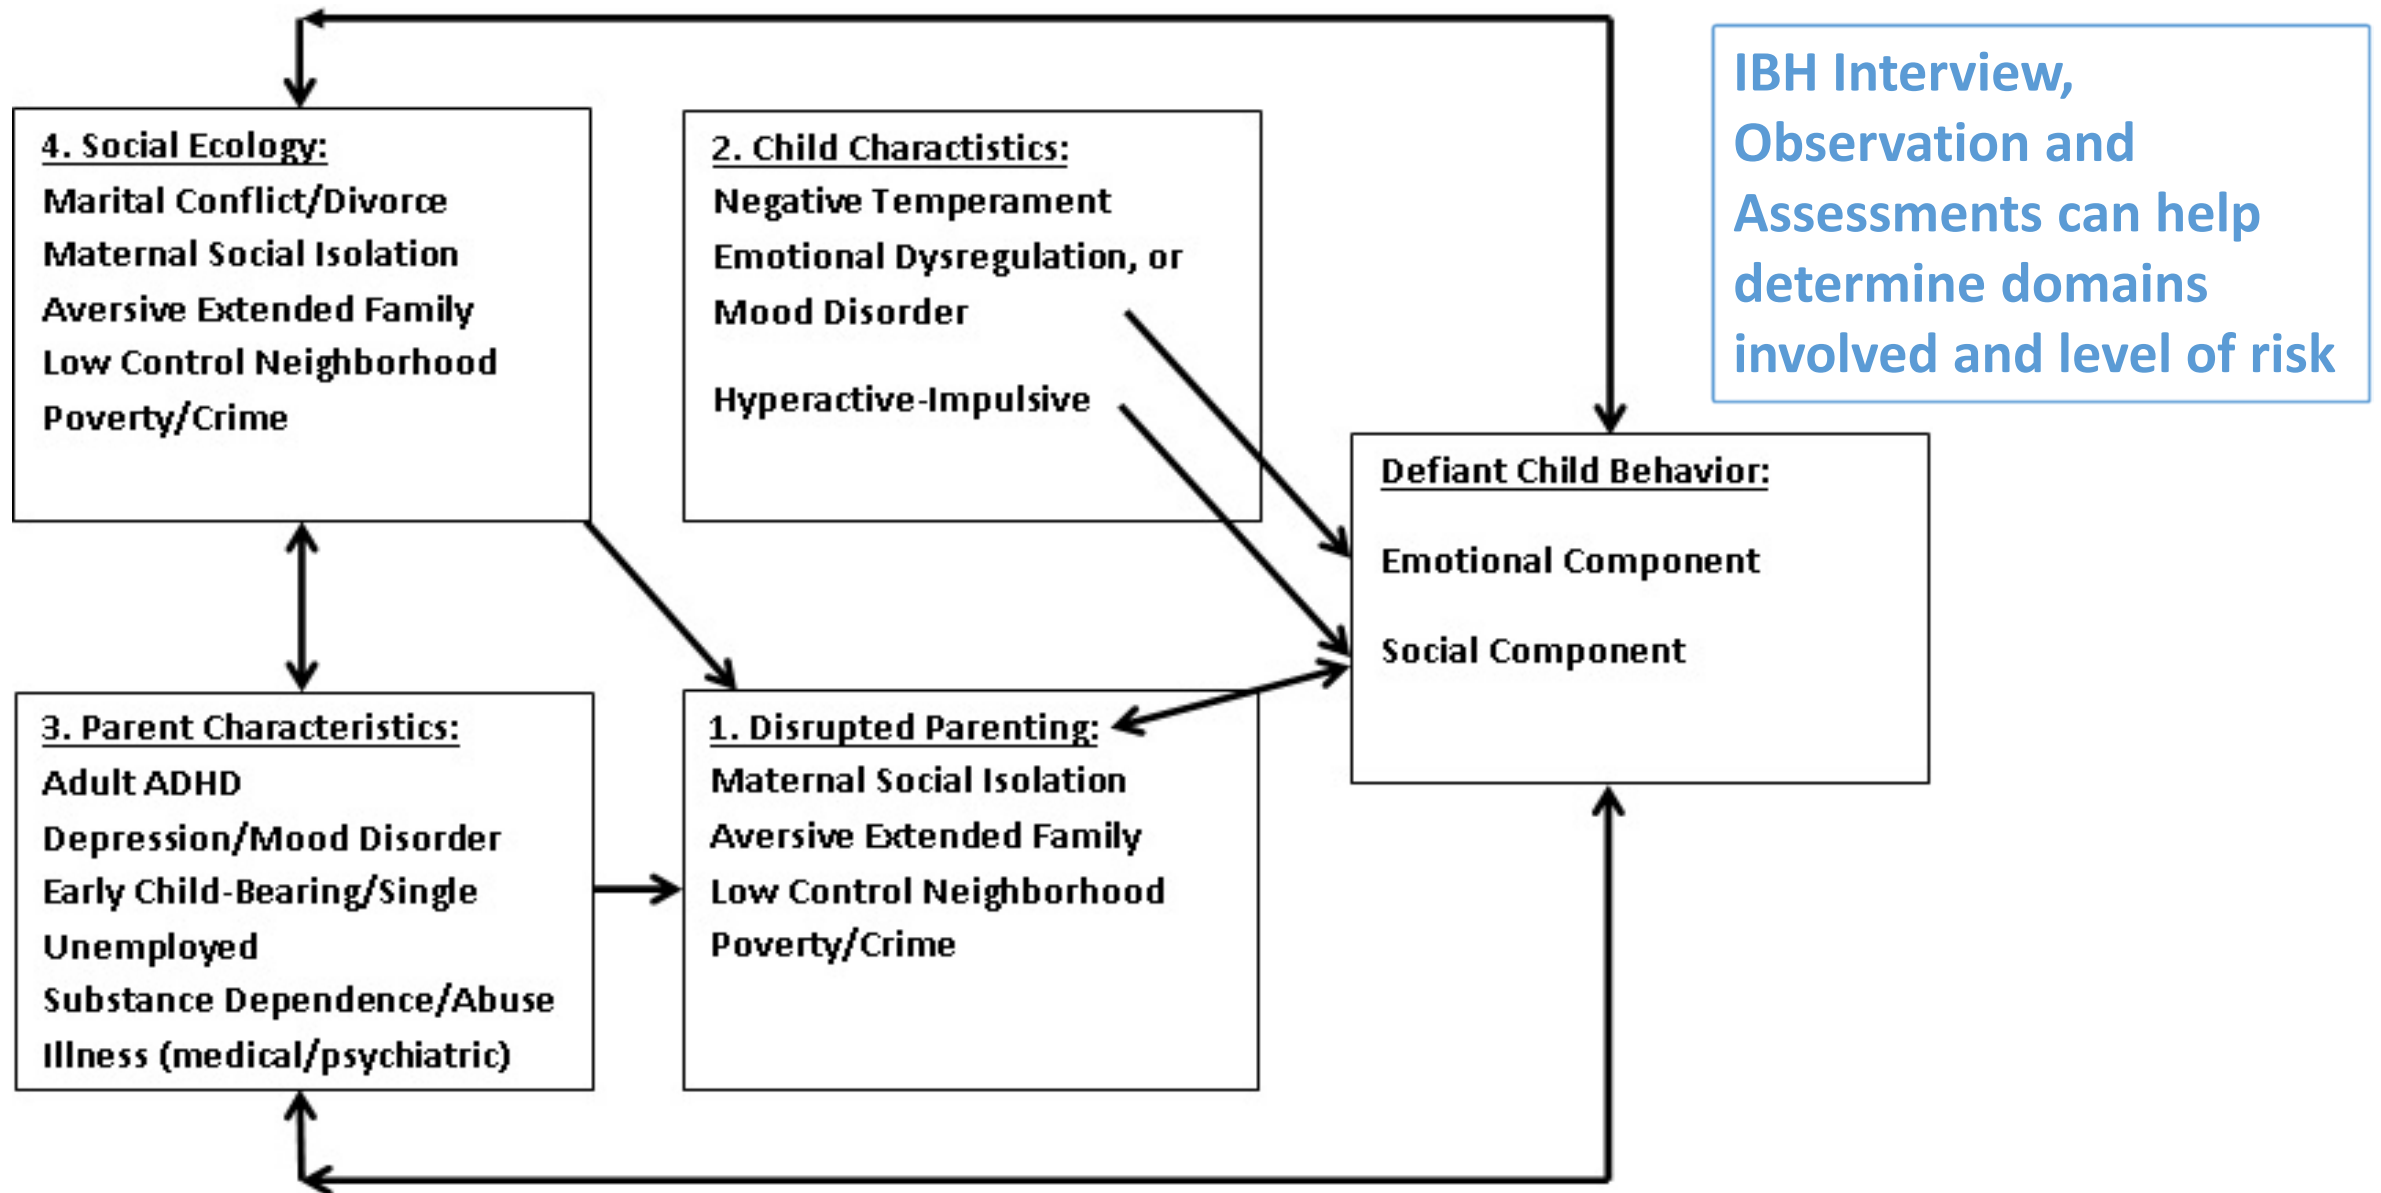 4. Social Ecology:
Marital Conflict/Divorce
Maternal Social Isolation
Aversive Extended Family
Low Control Neighborhood
Poverty/Crime
2. Child Charactistics:
Negative Temperament
Emotional Dysregulation, or
Mood Disorder
Hyperactive-Impulsive
IBH Interview,
Observation and
Assessments can help
determine domains
involved and level of risk
Defiant Child Behavior:
Emotional Component
Social Component
3. Parent Characteristics:
Adult ADHD
Depression/Mood Disorder
Early Child-Bearing/Single
Unemployed
Substance Dependence/Abuse
Illness (medical/psychiatric)
1. Disrupted Parenting:
Maternal Social Isolation
Aversive Extended Family
Low Control Neighborhood
Poverty/Crime